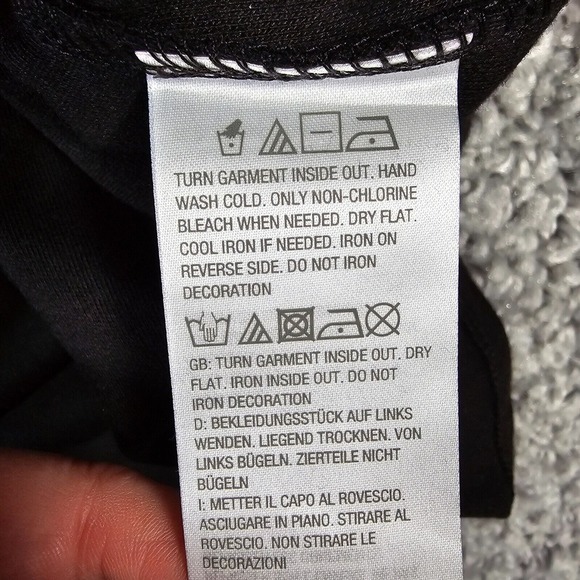 TURN GARMENT INSIDE OUT. HAND
WASH COLD. ONLY NON-CHLORINE
BLEACH WHEN NEEDED. DRY FLAT.
COOL IRON IF NEEDED. IRON ON
REVERSE SIDE. DO NOT IRON
DECORATION
GB: TURN GARMENT INSIDE OUT. DRY
FLAT. IRON INSIDE OUT. DO NOT
IRON DECORATION
D: BEKLEIDUNGSSTÜCK AUF LINKS
WENDEN. LIEGEND TROCKNEN. VON
LINKS BÜGELN. ZIERTEILE NICHT
BÜGELN
I: METTER IL CAPO AL ROVESCIO.
ASCIUGARE IN PIANO. STIRARE AL
ROVESCIO. NON STIRARE LE
DECORAZIONI